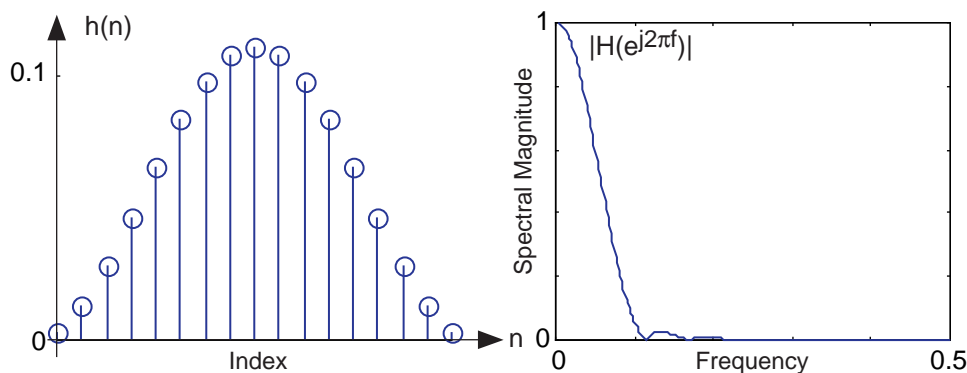 h(n)
0.1
0
n
Index
1
|H(e^{j2πf})|
Spectral Magnitude
0
0
Frequency
0.5